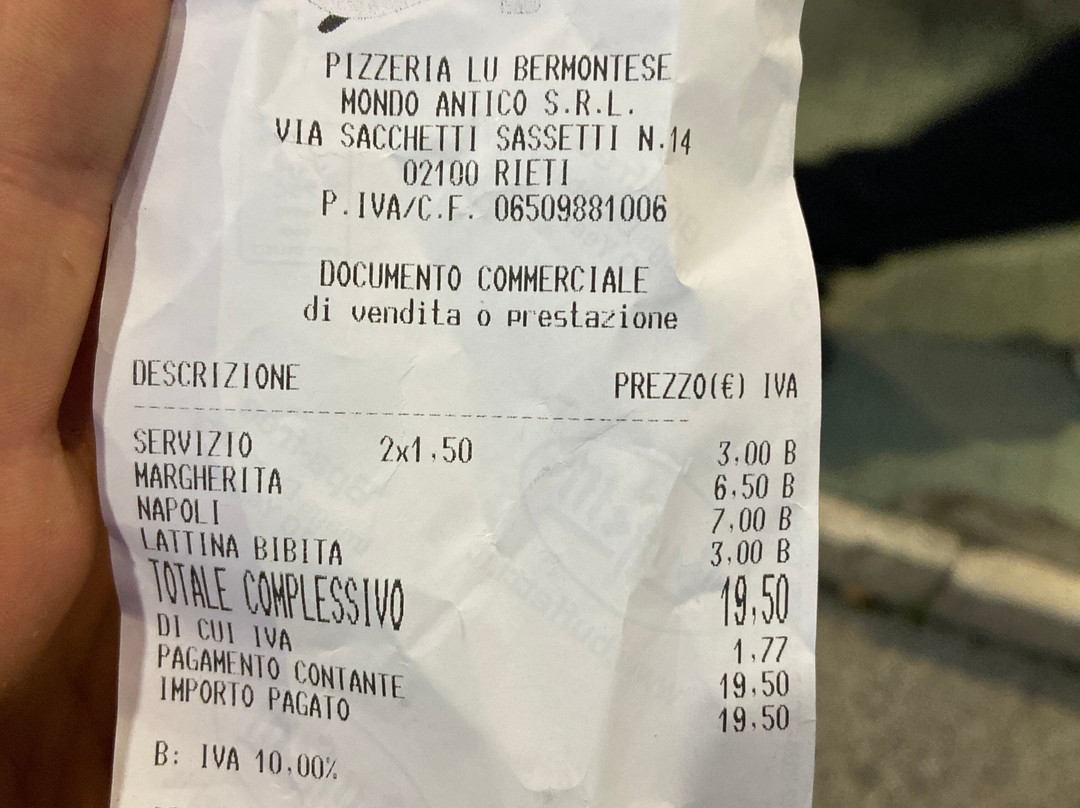 PIZZERIA LU BERMONTESE
MONDO ANTICO S.R.L.
VIA SACCHETTI SASSETTI N.14
02100 RIETI
P.IVA/C.F. 06509881006
DOCUMENTO COMMERCIALE
di vendita o prestazione
DESCRIZIONE PREZZO(€) IVA
SERVIZIO 2x1,50 3,00 B
MARGHERITA 6,50 B
NAPOLI 7,00 B
LATTINA BIBITA 3,00 B
TOTALE COMPLESSIVO 19,50
DI CUI IVA 1,77
PAGAMENTO CONTANTE 19,50
IMPORTO PAGATO 19,50
B: IVA 10,00%